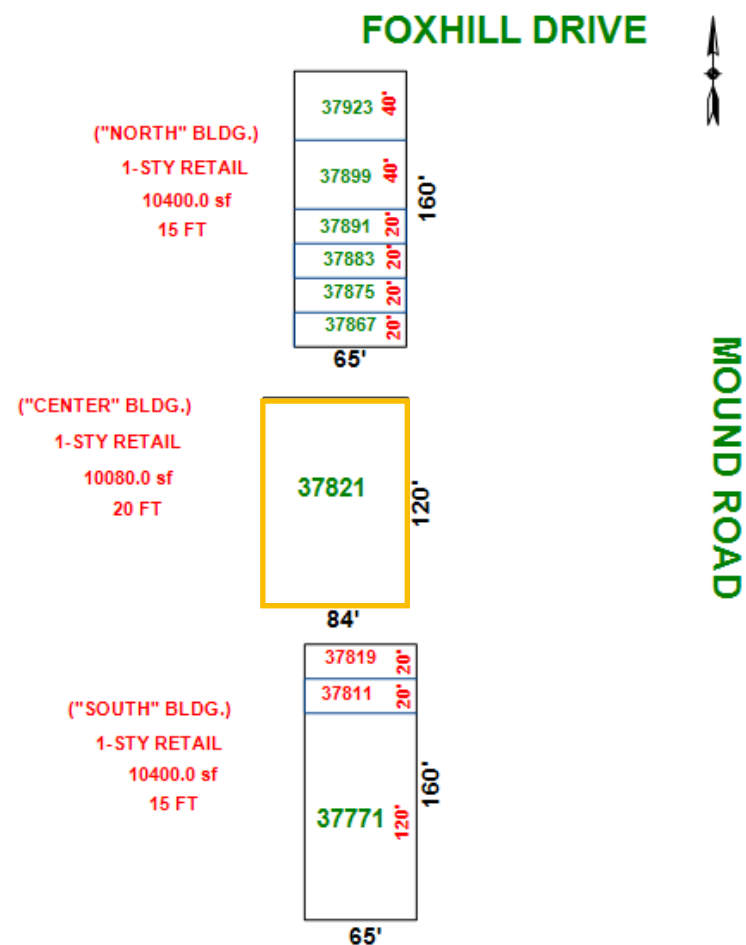 FOXHILL DRIVE
("NORTH" BLDG.)
1-STY RETAIL
10400.0 sf
15 FT
37923 40'
37899 40'
37891 20'
37883 20'
37875 20'
37867 20'
160'
65'
MOUND ROAD
("CENTER" BLDG.)
1-STY RETAIL
10080.0 sf
20 FT
37821
120'
84'
("SOUTH" BLDG.)
1-STY RETAIL
10400.0 sf
15 FT
37819 20'
37811 20'
37771 120'
160'
65'